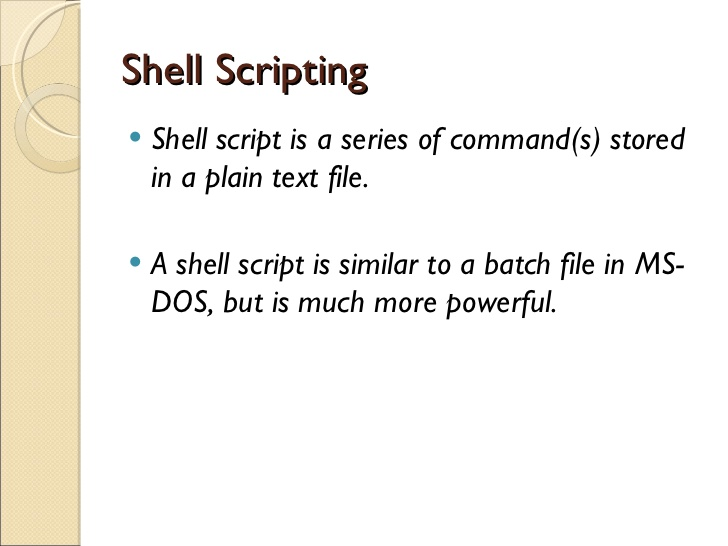 Shell Scripting
Shell script is a series of command(s) stored
in a plain text file.
A shell script is similar to a batch file in MS-
DOS, but is much more powerful.